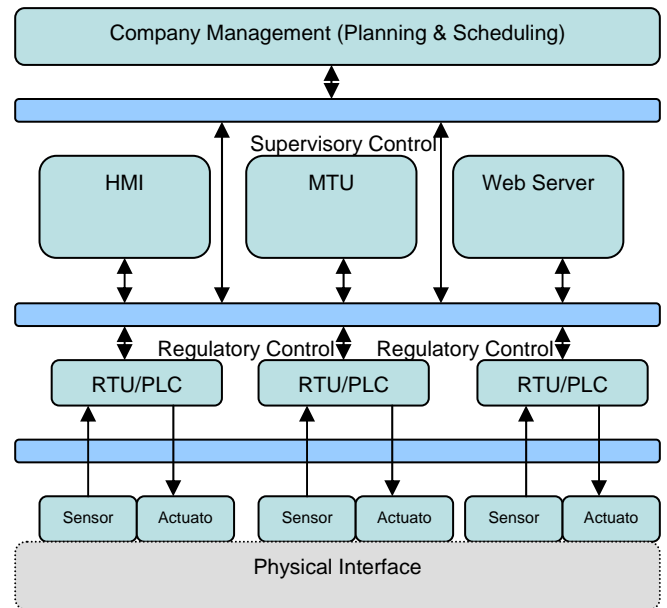 Company Management (Planning & Scheduling)
Supervisory Control
HMI
MTU
Web Server
Regulatory Control
Regulatory Control
RTU/PLC
RTU/PLC
RTU/PLC
Sensor
Actuato
Sensor
Actuato
Sensor
Actuato
Physical Interface